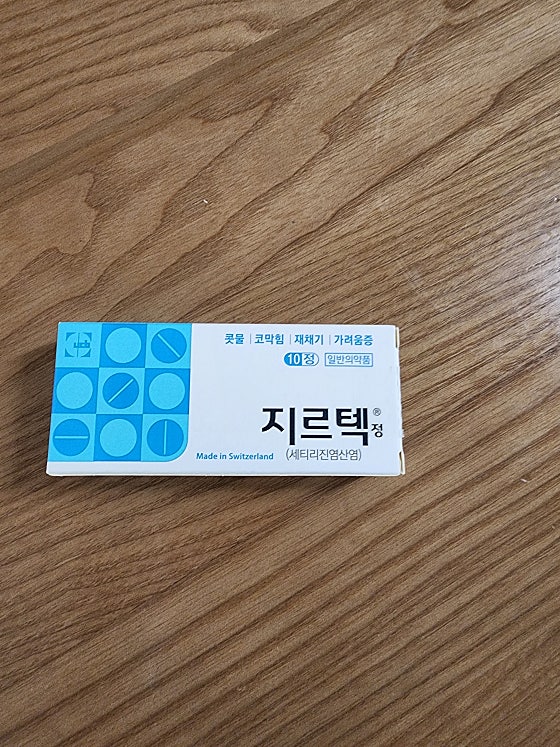 ucb
콧물 | 코막힘 | 재채기 | 가려움증
10정 일반의약품
지르텍® 정
Made in Switzerland (세티리진염산염)